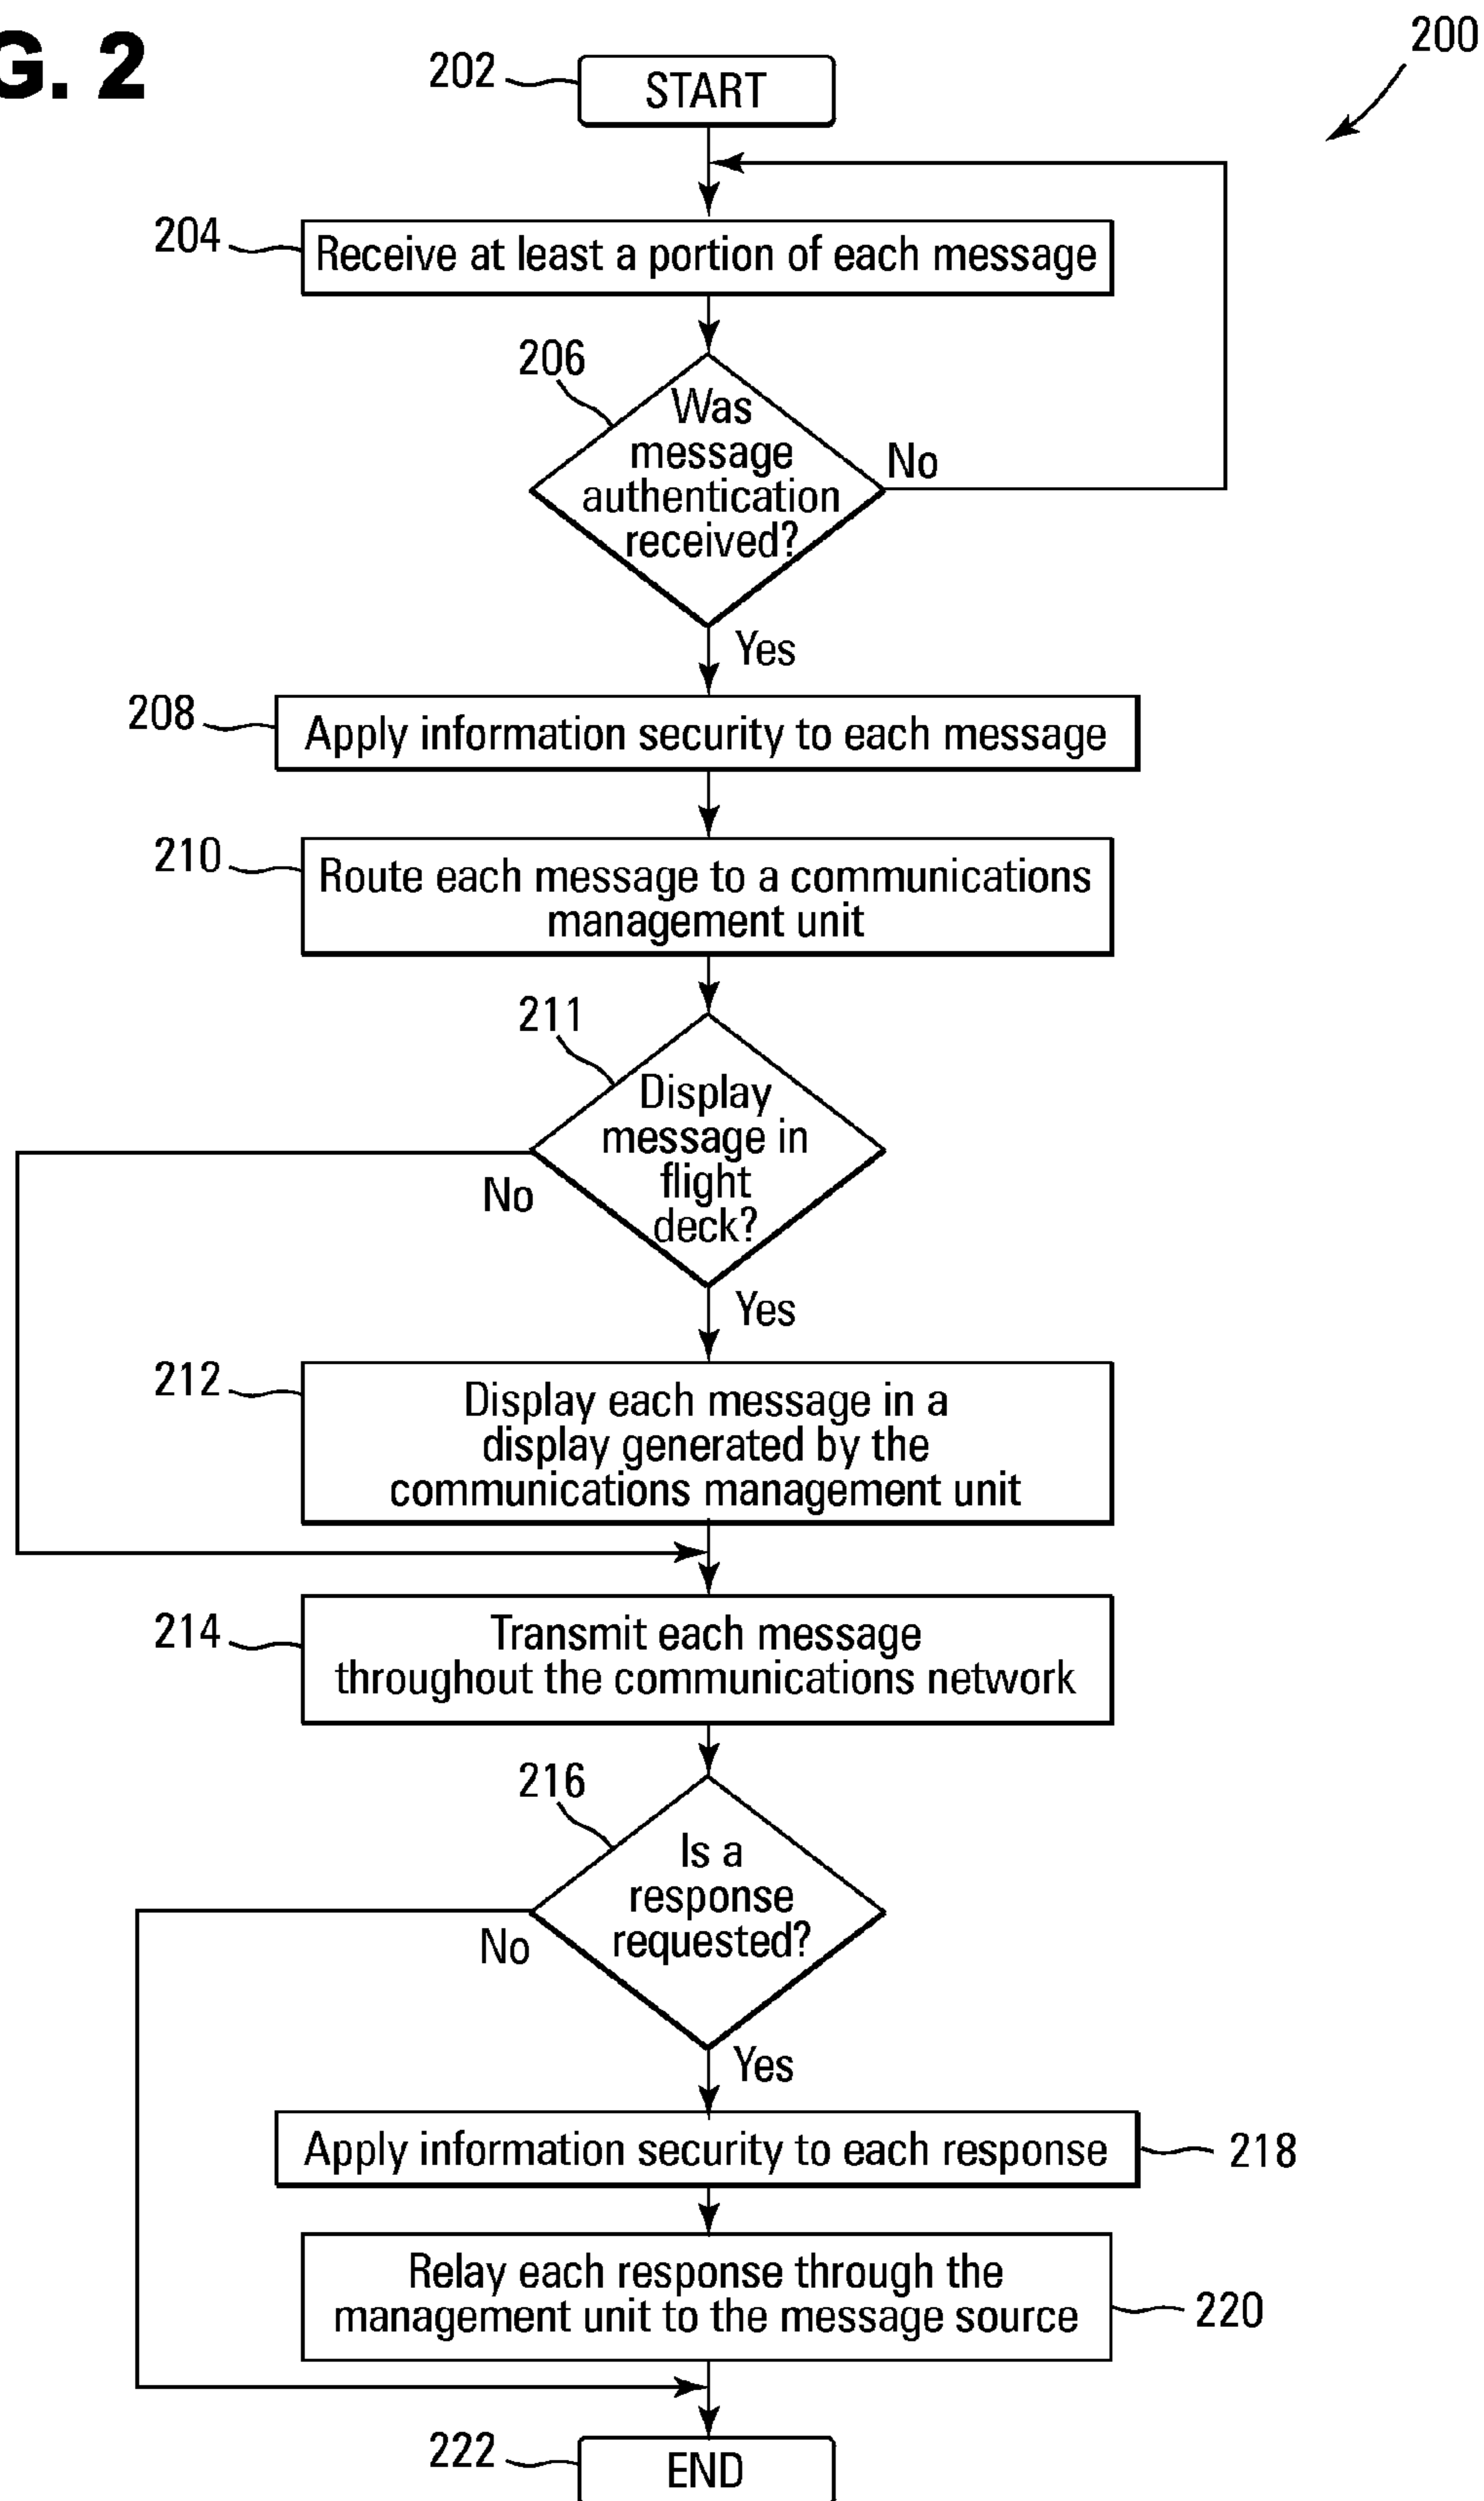 G. 2
200
202
START
204
Receive at least a portion of each message
206
Was
message
authentication
received?
No
Yes
208
Apply information security to each message
210
Route each message to a communications
management unit
211
Display
message in
flight
deck?
No
Yes
212
Display each message in a
display generated by the
communications management unit
214
Transmit each message
throughout the communications network
216
Is a
response
requested?
No
Yes
Apply information security to each response
218
Relay each response through the
management unit to the message source
220
222
END